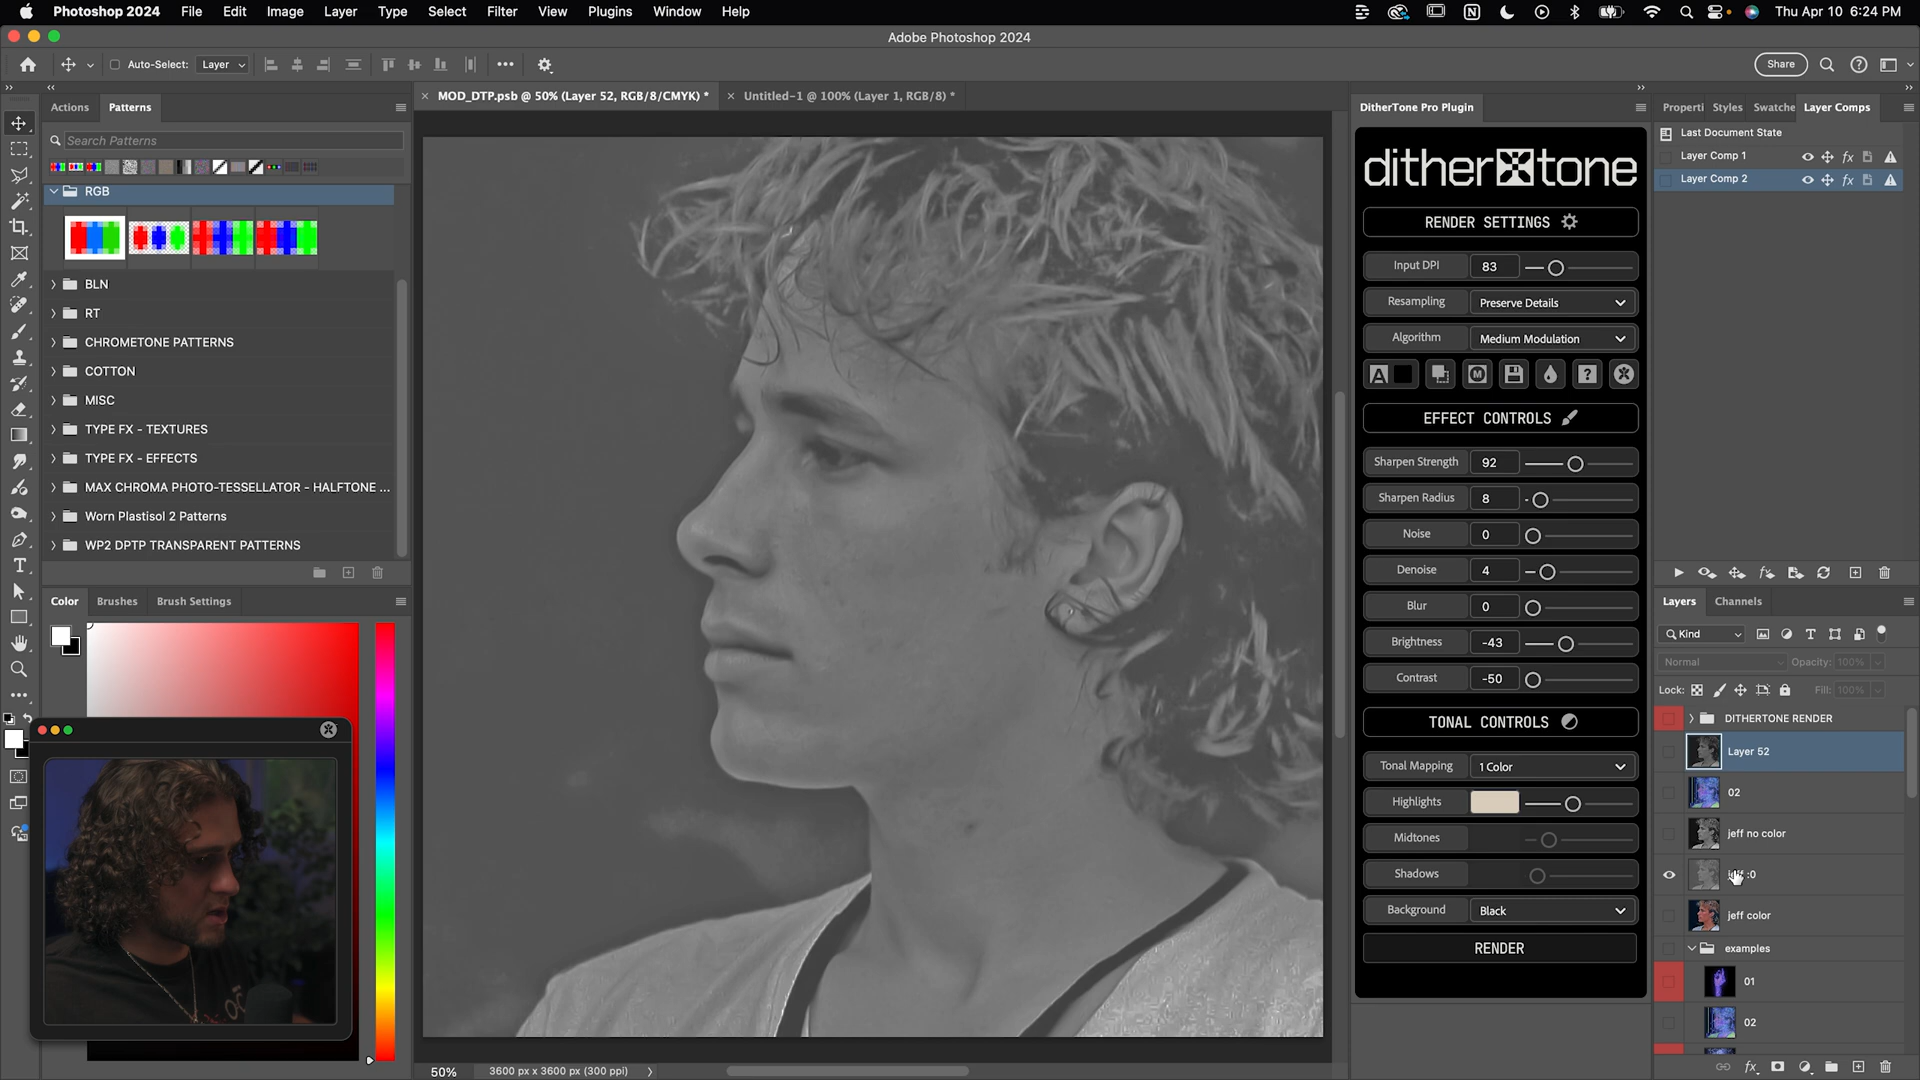 Photoshop 2024 File Edit Image Layer Type Select Filter View Plugins Window Help Thu Apr 10 6:24 PM
Adobe Photoshop 2024
Auto-Select: Layer Share
Actions Patterns
Search Patterns
RGB
BLN
RT
CHROMETONE PATTERNS
COTTON
MISC
TYPE FX - TEXTURES
TYPE FX - EFFECTS
MAX CHROMA PHOTO-TESSELLATOR - HALFTONE ...
Worn Plastisol 2 Patterns
WP2 DPTP TRANSPARENT PATTERNS
Color Brushes Brush Settings
MOD_DTP.psb @ 50% (Layer 52, RGB/8/CMYK) * Untitled-1 @ 100% (Layer 1, RGB/8) *
50% 3600 px x 3600 px (300 ppi)
DitherTone Pro Plugin
dither tone
RENDER SETTINGS
Input DPI 83
Resampling Preserve Details
Algorithm Medium Modulation
A M ?
EFFECT CONTROLS
Sharpen Strength 92
Sharpen Radius 8
Noise 0
Denoise 4
Blur 0
Brightness -43
Contrast -50
TONAL CONTROLS
Tonal Mapping 1 Color
Highlights
Midtones
Shadows
Background Black
RENDER
Properti Styles Swatche Layer Comps
Last Document State
Layer Comp 1 fx
Layer Comp 2 fx
Layers Channels
Kind
Normal Opacity: 100%
Lock: Fill: 100%
DITHERTONE RENDER
Layer 52
02
jeff no color
:0
jeff color
examples
01
02
fx